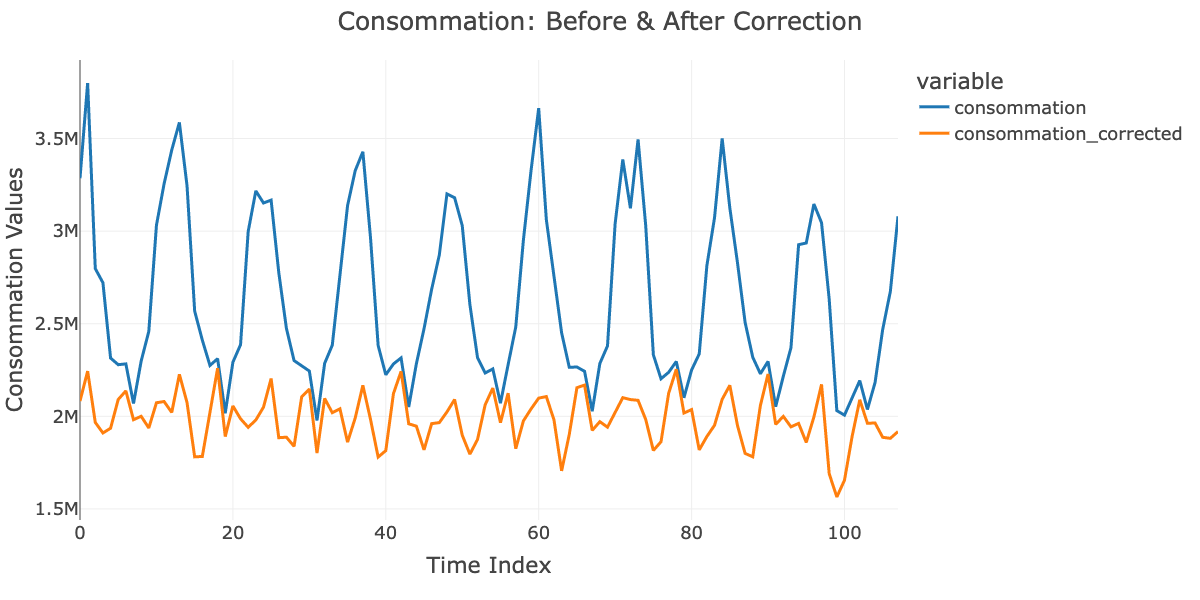 Consommation: Before & After Correction
variable
consommation
consommation_corrected
Consommation Values
3.5M
3M
2.5M
2M
1.5M
0
20
40
60
80
100
Time Index